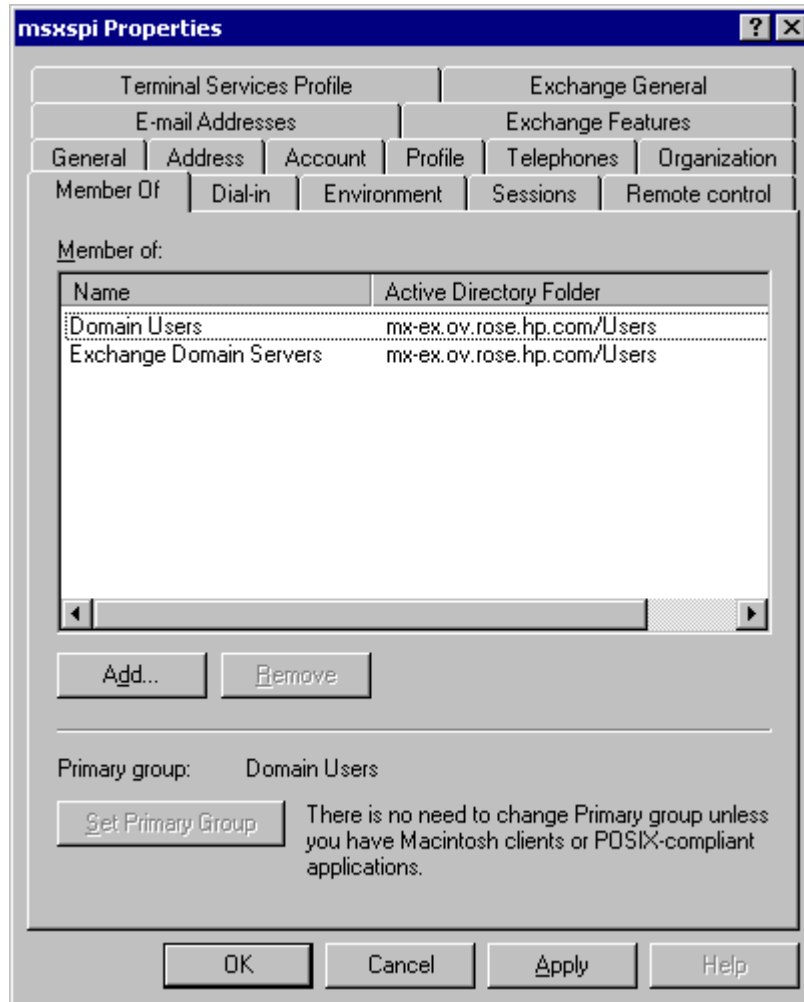 msxspi Properties
Terminal Services Profile Exchange General
E-mail Addresses Exchange Features
General Address Account Profile Telephones Organization
Member Of Dial-in Environment Sessions Remote control
Member of:
Name Active Directory Folder
Domain Users mx-ex.ov.rose.hp.com/Users
Exchange Domain Servers mx-ex.ov.rose.hp.com/Users
Add... Remove
Primary group: Domain Users
Set Primary Group
There is no need to change Primary group unless
you have Macintosh clients or POSIX-compliant
applications.
OK Cancel Apply Help